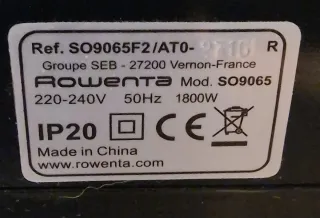 Ref. SO9065F2/AT0- R
Groupe SEB - 27200 Vernon-France
Rowenta Mod. SO9065
220-240V 50Hz 1800W
IP20 CE
Made in China
www.rowenta.com